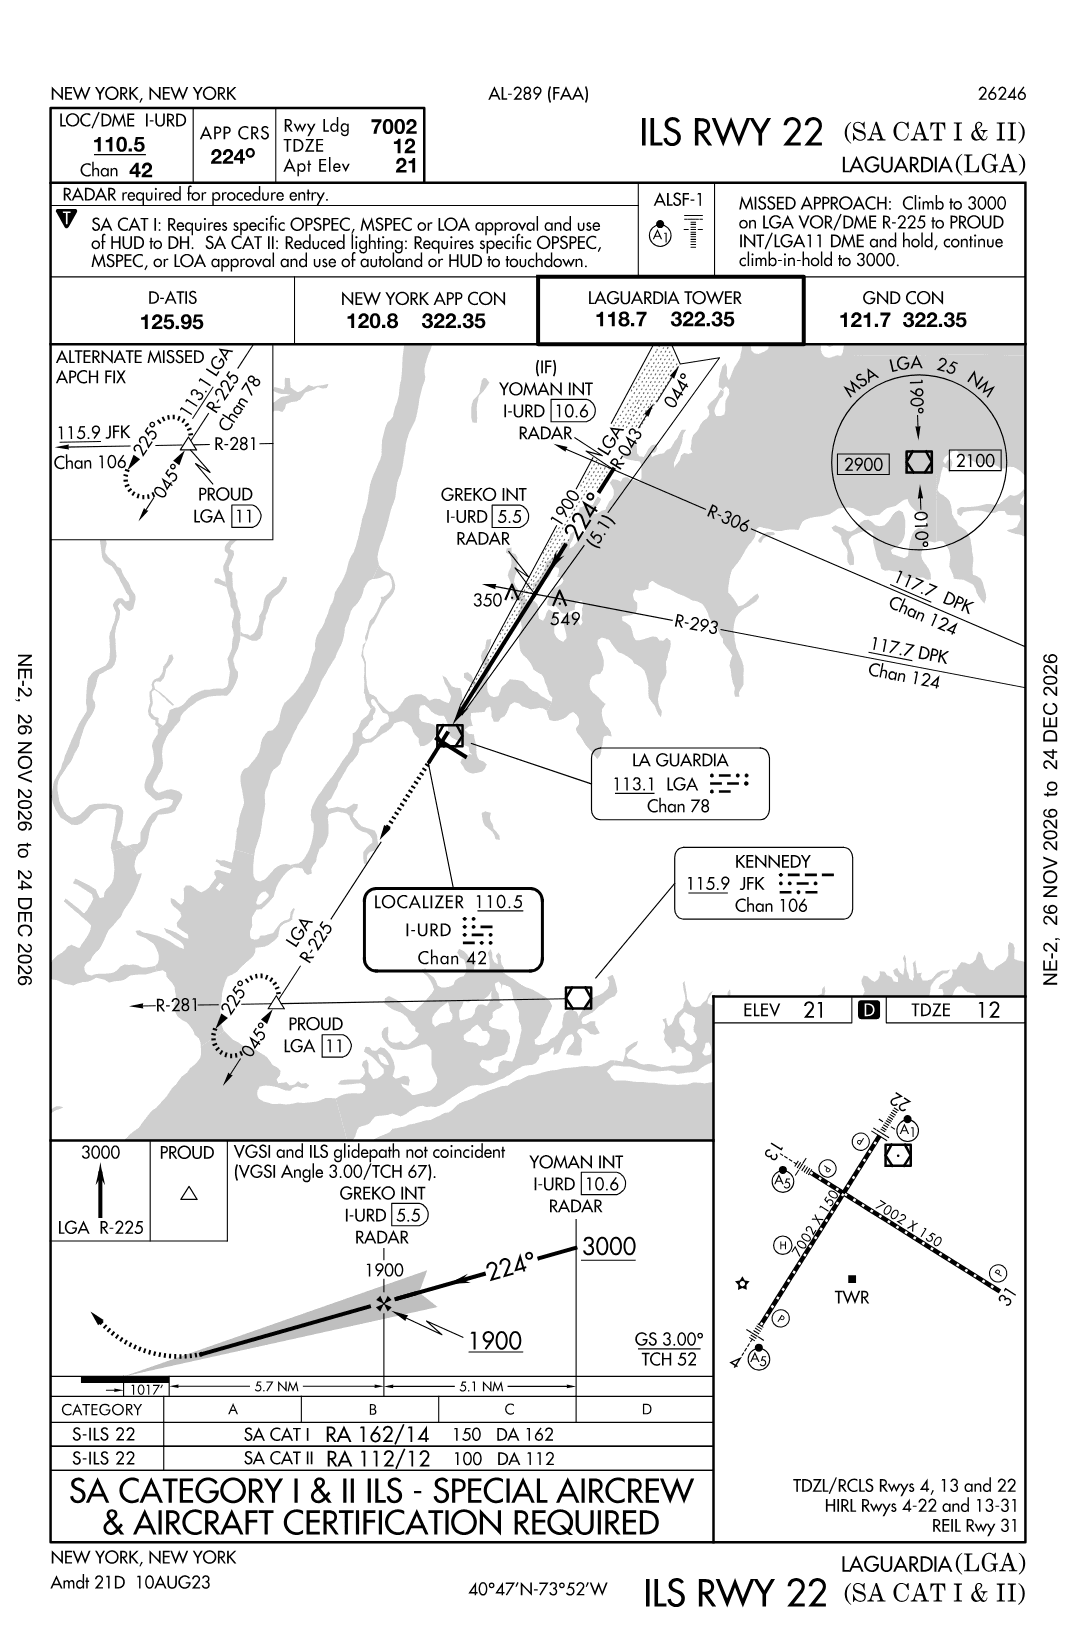 NEW YORK, NEW YORK
AL-289 (FAA)
26246
LOC/DME I-URD
110.5
Chan 42
APP CRS
224°
Rwy Ldg 7002
TDZE 12
Apt Elev 21
ILS RWY 22 (SA CAT I & II)
LAGUARDIA (LGA)
RADAR required for procedure entry.
T
SA CAT I: Requires specific OPSPEC, MSPEC or LOA approval and use
of HUD to DH. SA CAT II: Reduced lighting: Requires specific OPSPEC,
MSPEC, or LOA approval and use of autoland or HUD to touchdown.
ALSF-1
A1
MISSED APPROACH: Climb to 3000
on LGA VOR/DME R-225 to PROUD
INT/LGA11 DME and hold, continue
climb-in-hold to 3000.
D-ATIS
125.95
NEW YORK APP CON
120.8 322.35
LAGUARDIA TOWER
118.7 322.35
GND CON
121.7 322.35
ALTERNATE MISSED
APCH FIX
113.1 LGA
R-225
Chan 78
115.9 JFK
Chan 106
225°
045°
R-281
PROUD
LGA 11
(IF)
YOMAN INT
I-URD 10.6
RADAR
LGA
R-043
044°
GREKO INT
I-URD 5.5
RADAR
1900
224°
(5.1)
350
549
R-306
117.7 DPK
Chan 124
R-293
117.7 DPK
Chan 124
MSA LGA 25 NM
190°
2900
2100
010°
LA GUARDIA
113.1 LGA
Chan 78
KENNEDY
115.9 JFK
Chan 106
LOCALIZER 110.5
I-URD
Chan 42
LGA
R-225
R-281
225°
045°
PROUD
LGA 11
NE-2, 26 NOV 2026 to 24 DEC 2026
NE-2, 26 NOV 2026 to 24 DEC 2026
ELEV 21
D
TDZE 12
22
A1
P
13
A5
P
7002 X 150
7002 X 150
H
P
31
TWR
P
4
A5
TDZL/RCLS Rwys 4, 13 and 22
HIRL Rwys 4-22 and 13-31
REIL Rwy 31
3000
LGA R-225
PROUD
VGSI and ILS glidepath not coincident
(VGSI Angle 3.00/TCH 67).
GREKO INT
I-URD 5.5
RADAR
YOMAN INT
I-URD 10.6
RADAR
1900
224°
3000
1900
GS 3.00°
TCH 52
1017'
5.7 NM
5.1 NM
CATEGORY A B C D
S-ILS 22 SA CAT I RA 162/14 150 DA 162
S-ILS 22 SA CAT II RA 112/12 100 DA 112
SA CATEGORY I & II ILS - SPECIAL AIRCREW
& AIRCRAFT CERTIFICATION REQUIRED
NEW YORK, NEW YORK
Amdt 21D 10AUG23
40°47'N-73°52'W
LAGUARDIA (LGA)
ILS RWY 22 (SA CAT I & II)